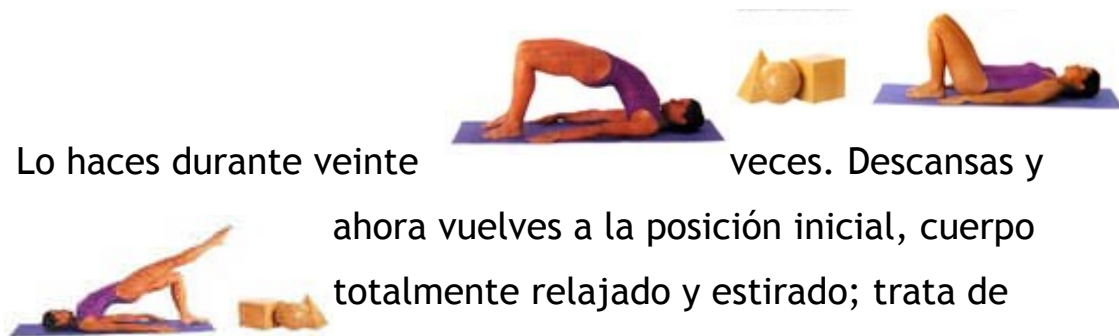 Lo haces durante veinte veces. Descansas y
ahora vuelves a la posición inicial, cuerpo
totalmente relajado y estirado; trata de